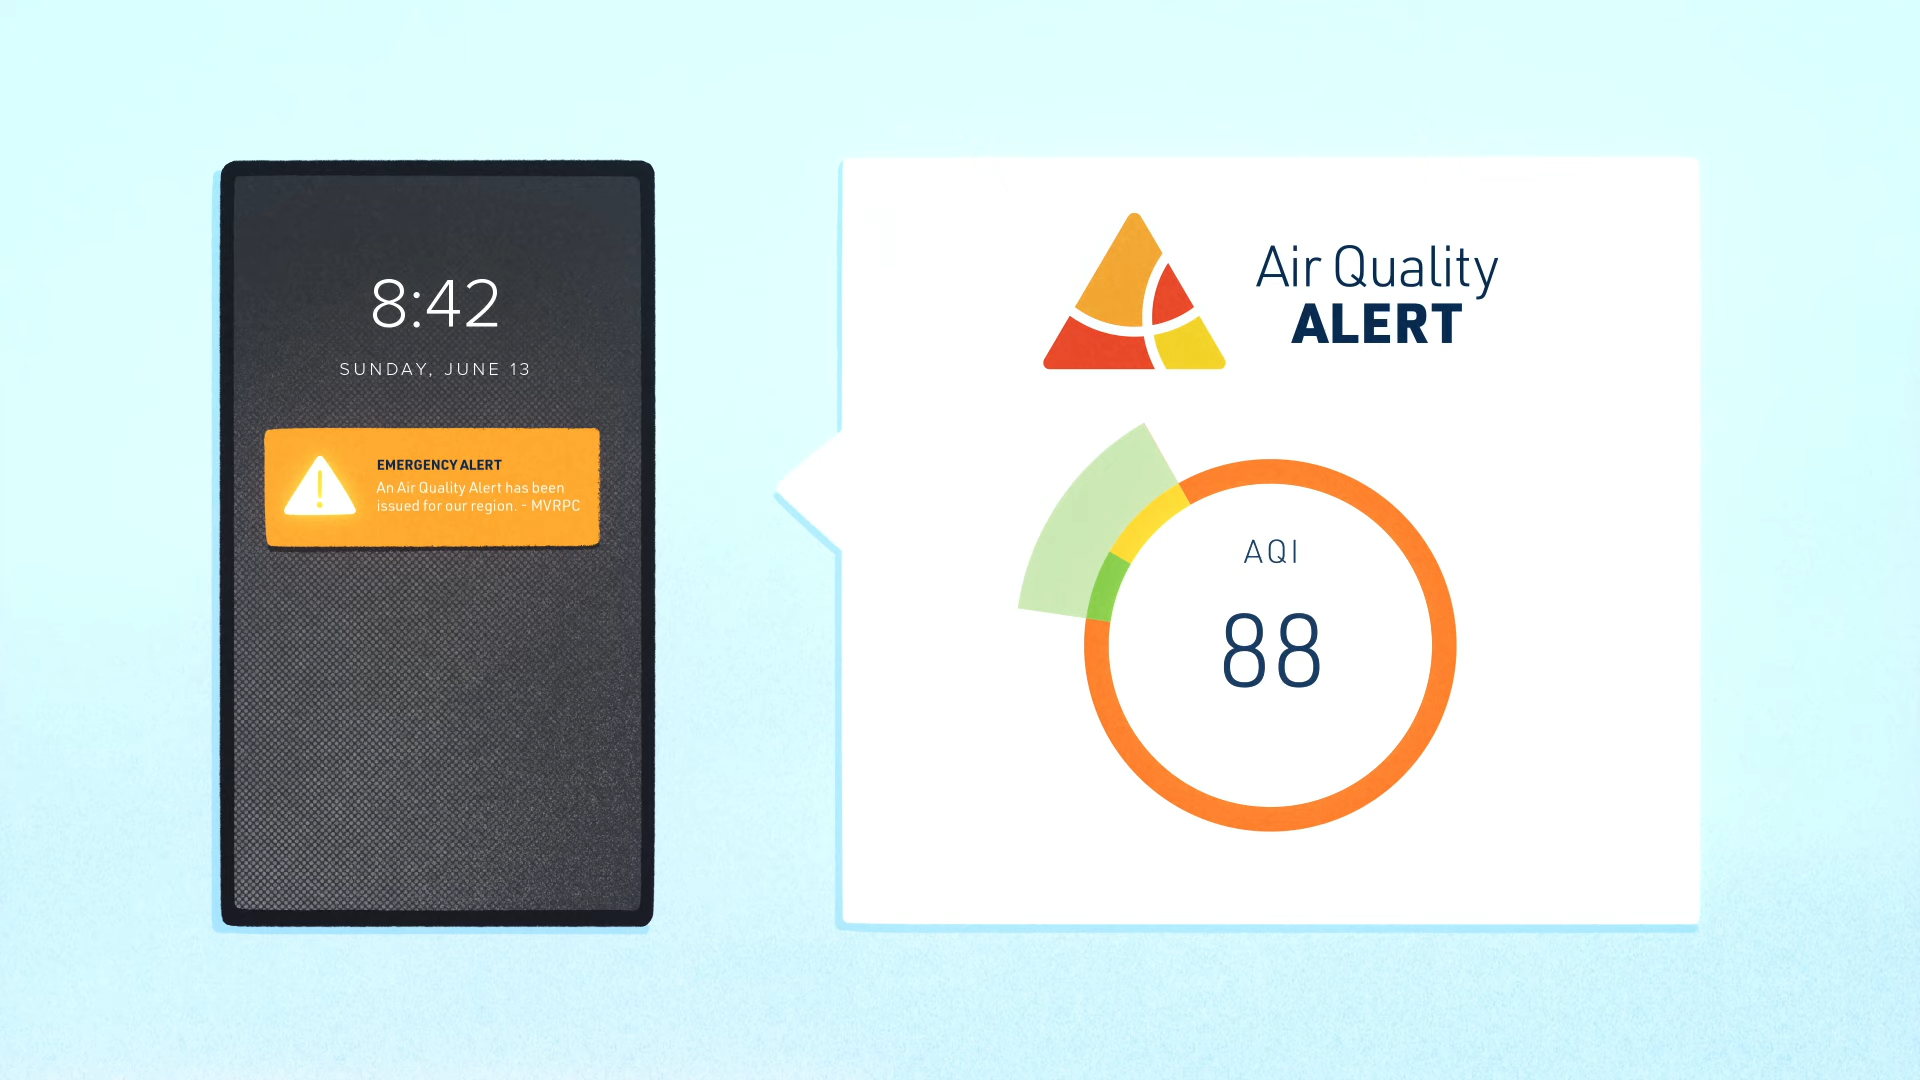 8:42
SUNDAY, JUNE 13
EMERGENCY ALERT
An Air Quality Alert has been
issued for our region. - MVRPC
Air Quality
ALERT
AQI
88